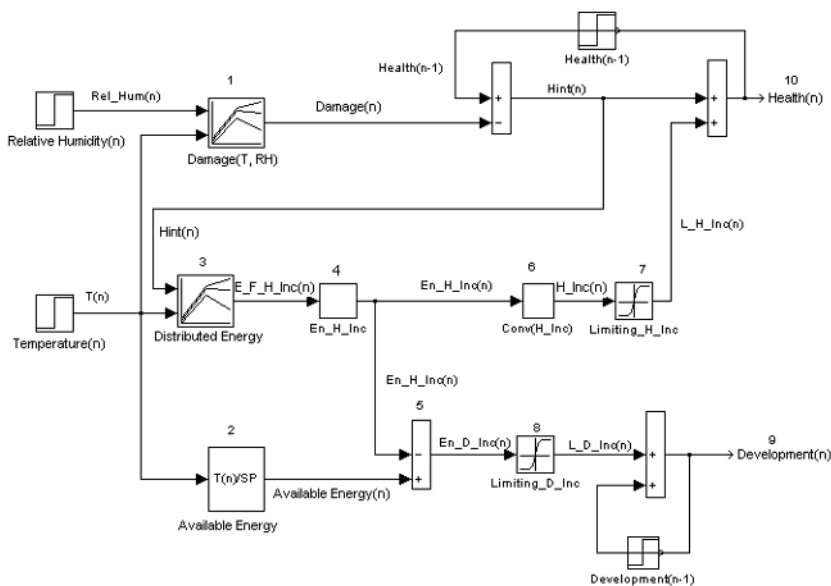 Health(n-1)
10
Health(n-1)
1
Rel_Hum(n)
Damage(n)
Hint(n)
Health(n)
+
-
+
+
Relative Humidity(n)
Damage(T, RH)
L_H_Inc(n)
Hint(n)
3
4
6
7
T(n)
E_F_H_Inc(n)
En_H_Inc(n)
H_Inc(n)
Temperature(n)
Distributed Energy
En_H_Inc
Conv(H_Inc)
Limiting_H_Inc
En_H_Inc(n)
5
2
8
9
En_D_Inc(n)
L_D_Inc(n)
-
+
+
+
Development(n)
T(n)/SP
Available Energy(n)
Limiting_D_Inc
Available Energy
Development(n-1)